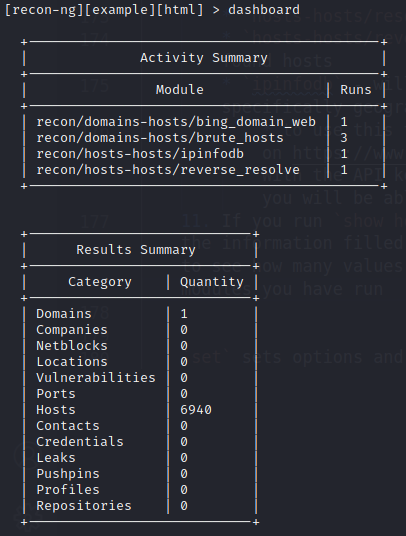 [recon-ng][example][html] > dashboard
Activity Summary
Module | Runs
recon/domains-hosts/bing_domain_web | 1
recon/domains-hosts/brute_hosts | 3
recon/hosts-hosts/ipinfodb | 1
recon/hosts-hosts/reverse_resolve | 1
Results Summary
Category | Quantity
Domains | 1
Companies | 0
Netblocks | 0
Locations | 0
Vulnerabilities | 0
Ports | 0
Hosts | 6940
Contacts | 0
Credentials | 0
Leaks | 0
Pushpins | 0
Profiles | 0
Repositories | 0